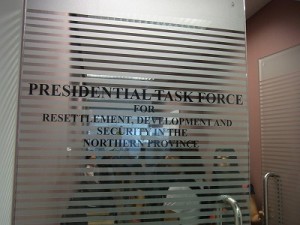 PRESIDENTIAL TASK FORCE
FOR
RESETTLEMENT, DEVELOPMENT AND
SECURITY IN THE
NORTHERN PROVINCE